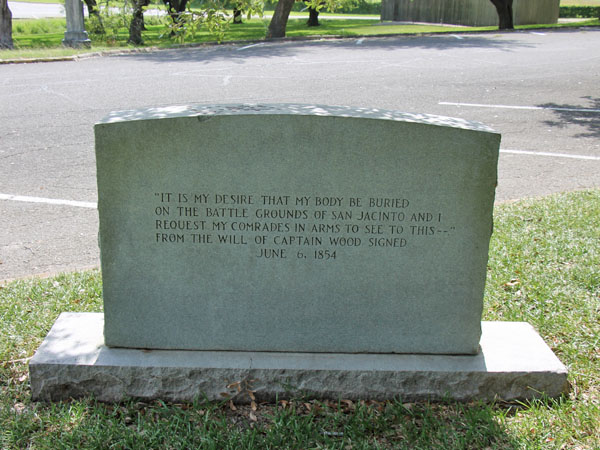 "IT IS MY DESIRE THAT MY BODY BE BURIED
ON THE BATTLE GROUNDS OF SAN JACINTO AND I
REQUEST MY COMRADES IN ARMS TO SEE TO THIS--"
FROM THE WILL OF CAPTAIN WOOD SIGNED
JUNE 6, 1854